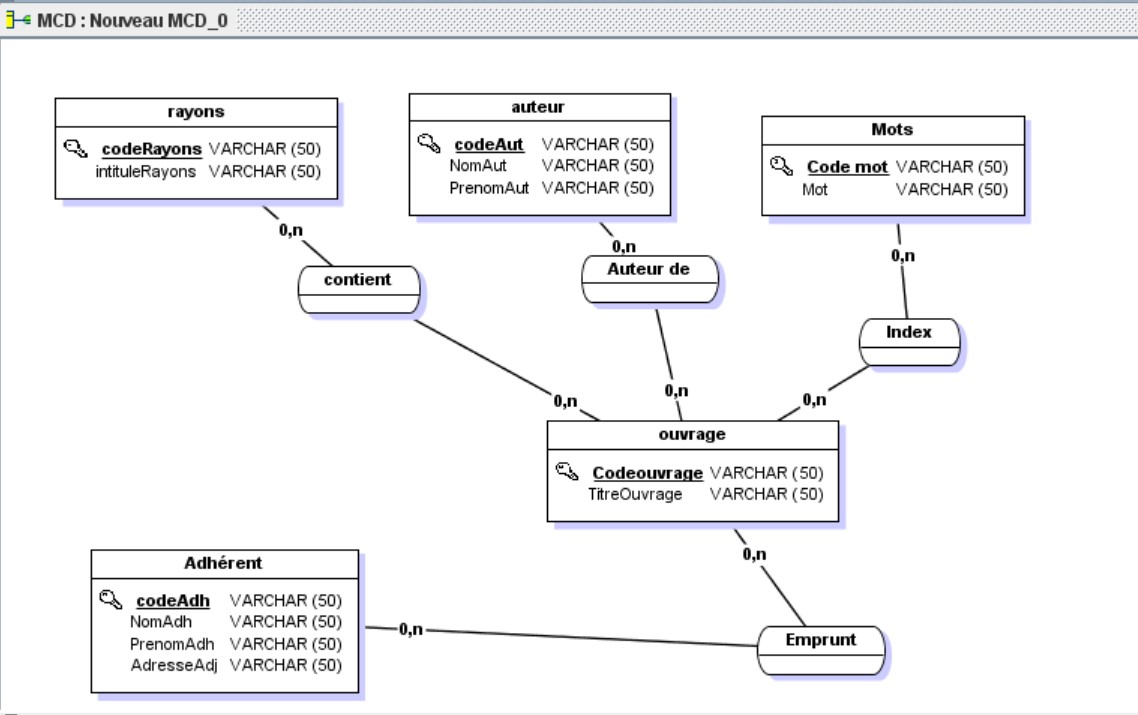 MCD : Nouveau MCD_0
rayons
codeRayons VARCHAR (50)
intituleRayons VARCHAR (50)
auteur
codeAut VARCHAR (50)
NomAut VARCHAR (50)
PrenomAut VARCHAR (50)
Mots
Code mot VARCHAR (50)
Mot VARCHAR (50)
0,n
0,n
0,n
contient
Auteur de
Index
0,n
0,n
0,n
ouvrage
Codeouvrage VARCHAR (50)
TitreOuvrage VARCHAR (50)
0,n
Adhérent
codeAdh VARCHAR (50)
NomAdh VARCHAR (50)
PrenomAdh VARCHAR (50)
AdresseAdj VARCHAR (50)
0,n
Emprunt